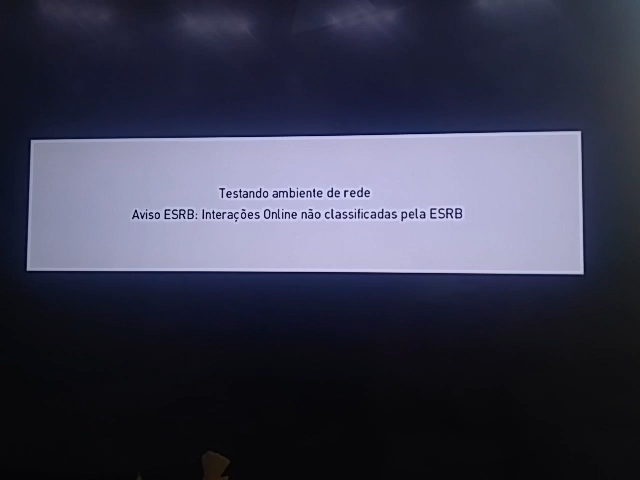 Testando ambiente de rede
Aviso ESRB: Interações Online não classificadas pela ESRB